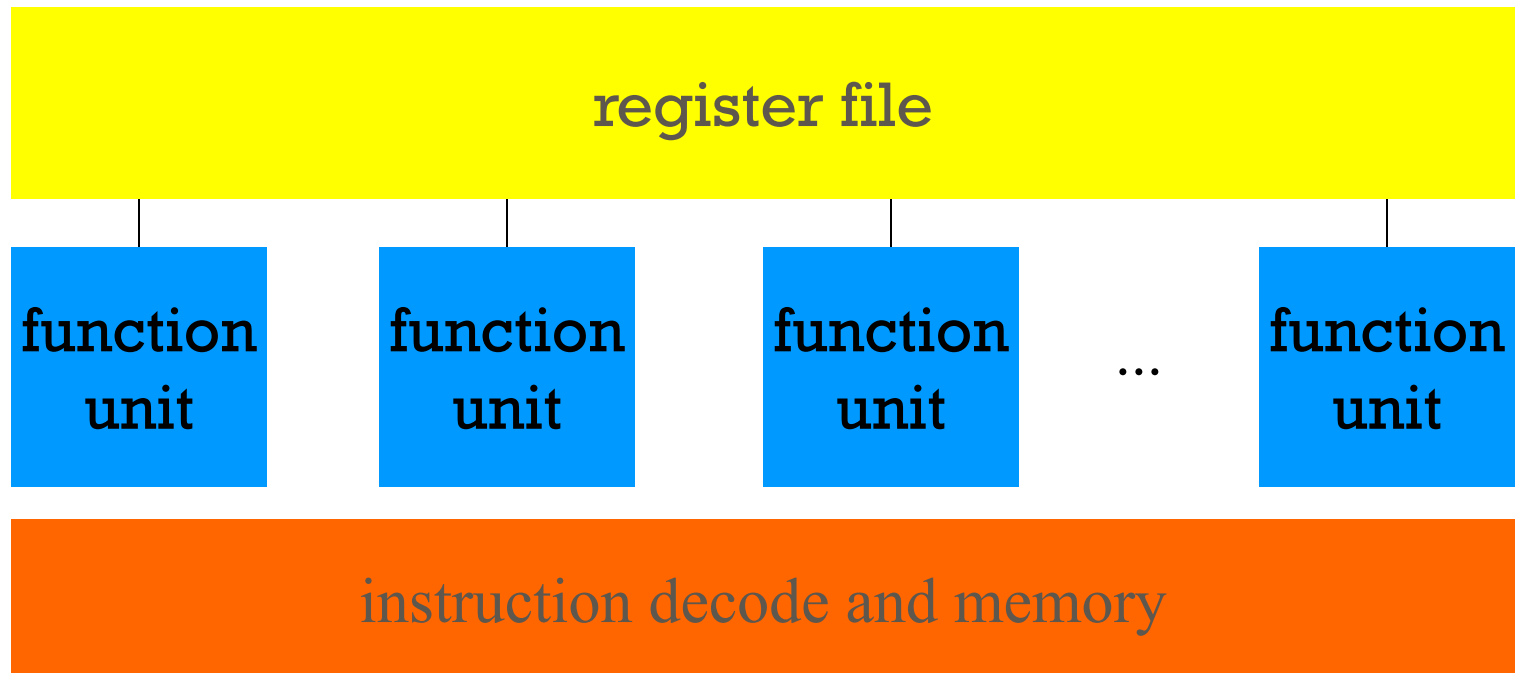 register file
function
unit
function
unit
function
unit
...
function
unit
instruction decode and memory